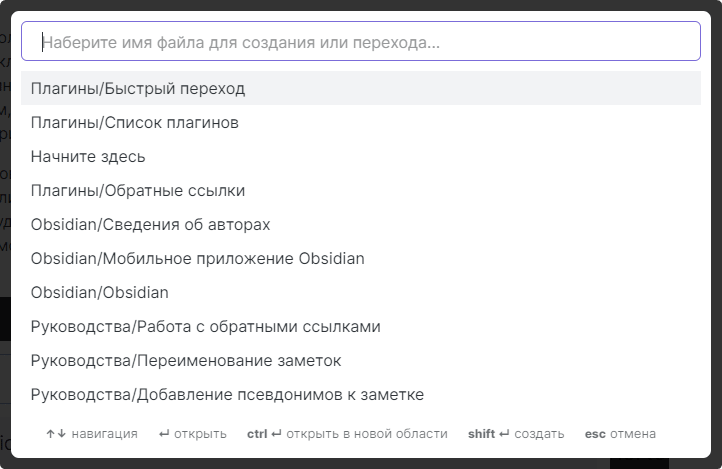 Наберите имя файла для создания или перехода...
Плагины/Быстрый переход
Плагины/Список плагинов
Начните здесь
Плагины/Обратные ссылки
Obsidian/Сведения об авторах
Obsidian/Мобильное приложение Obsidian
Obsidian/Obsidian
Руководства/Работа с обратными ссылками
Руководства/Переименование заметок
Руководства/Добавление псевдонимов к заметке
↑↓ навигация ↵ открыть ctrl ↵ открыть в новой области shift ↵ создать esc отмена